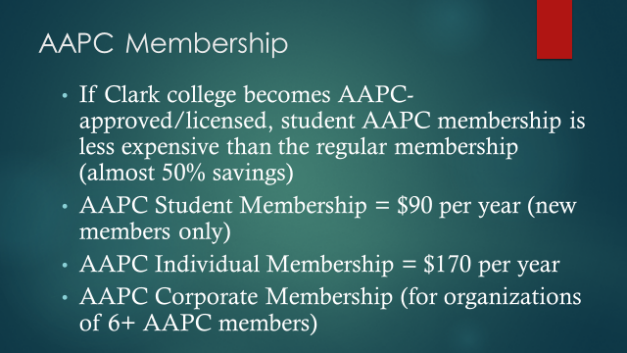 AAPC Membership
• If Clark college becomes AAPC-
approved/licensed, student AAPC membership is
less expensive than the regular membership
(almost 50% savings)
• AAPC Student Membership = $90 per year (new
members only)
• AAPC Individual Membership = $170 per year
• AAPC Corporate Membership (for organizations
of 6+ AAPC members)